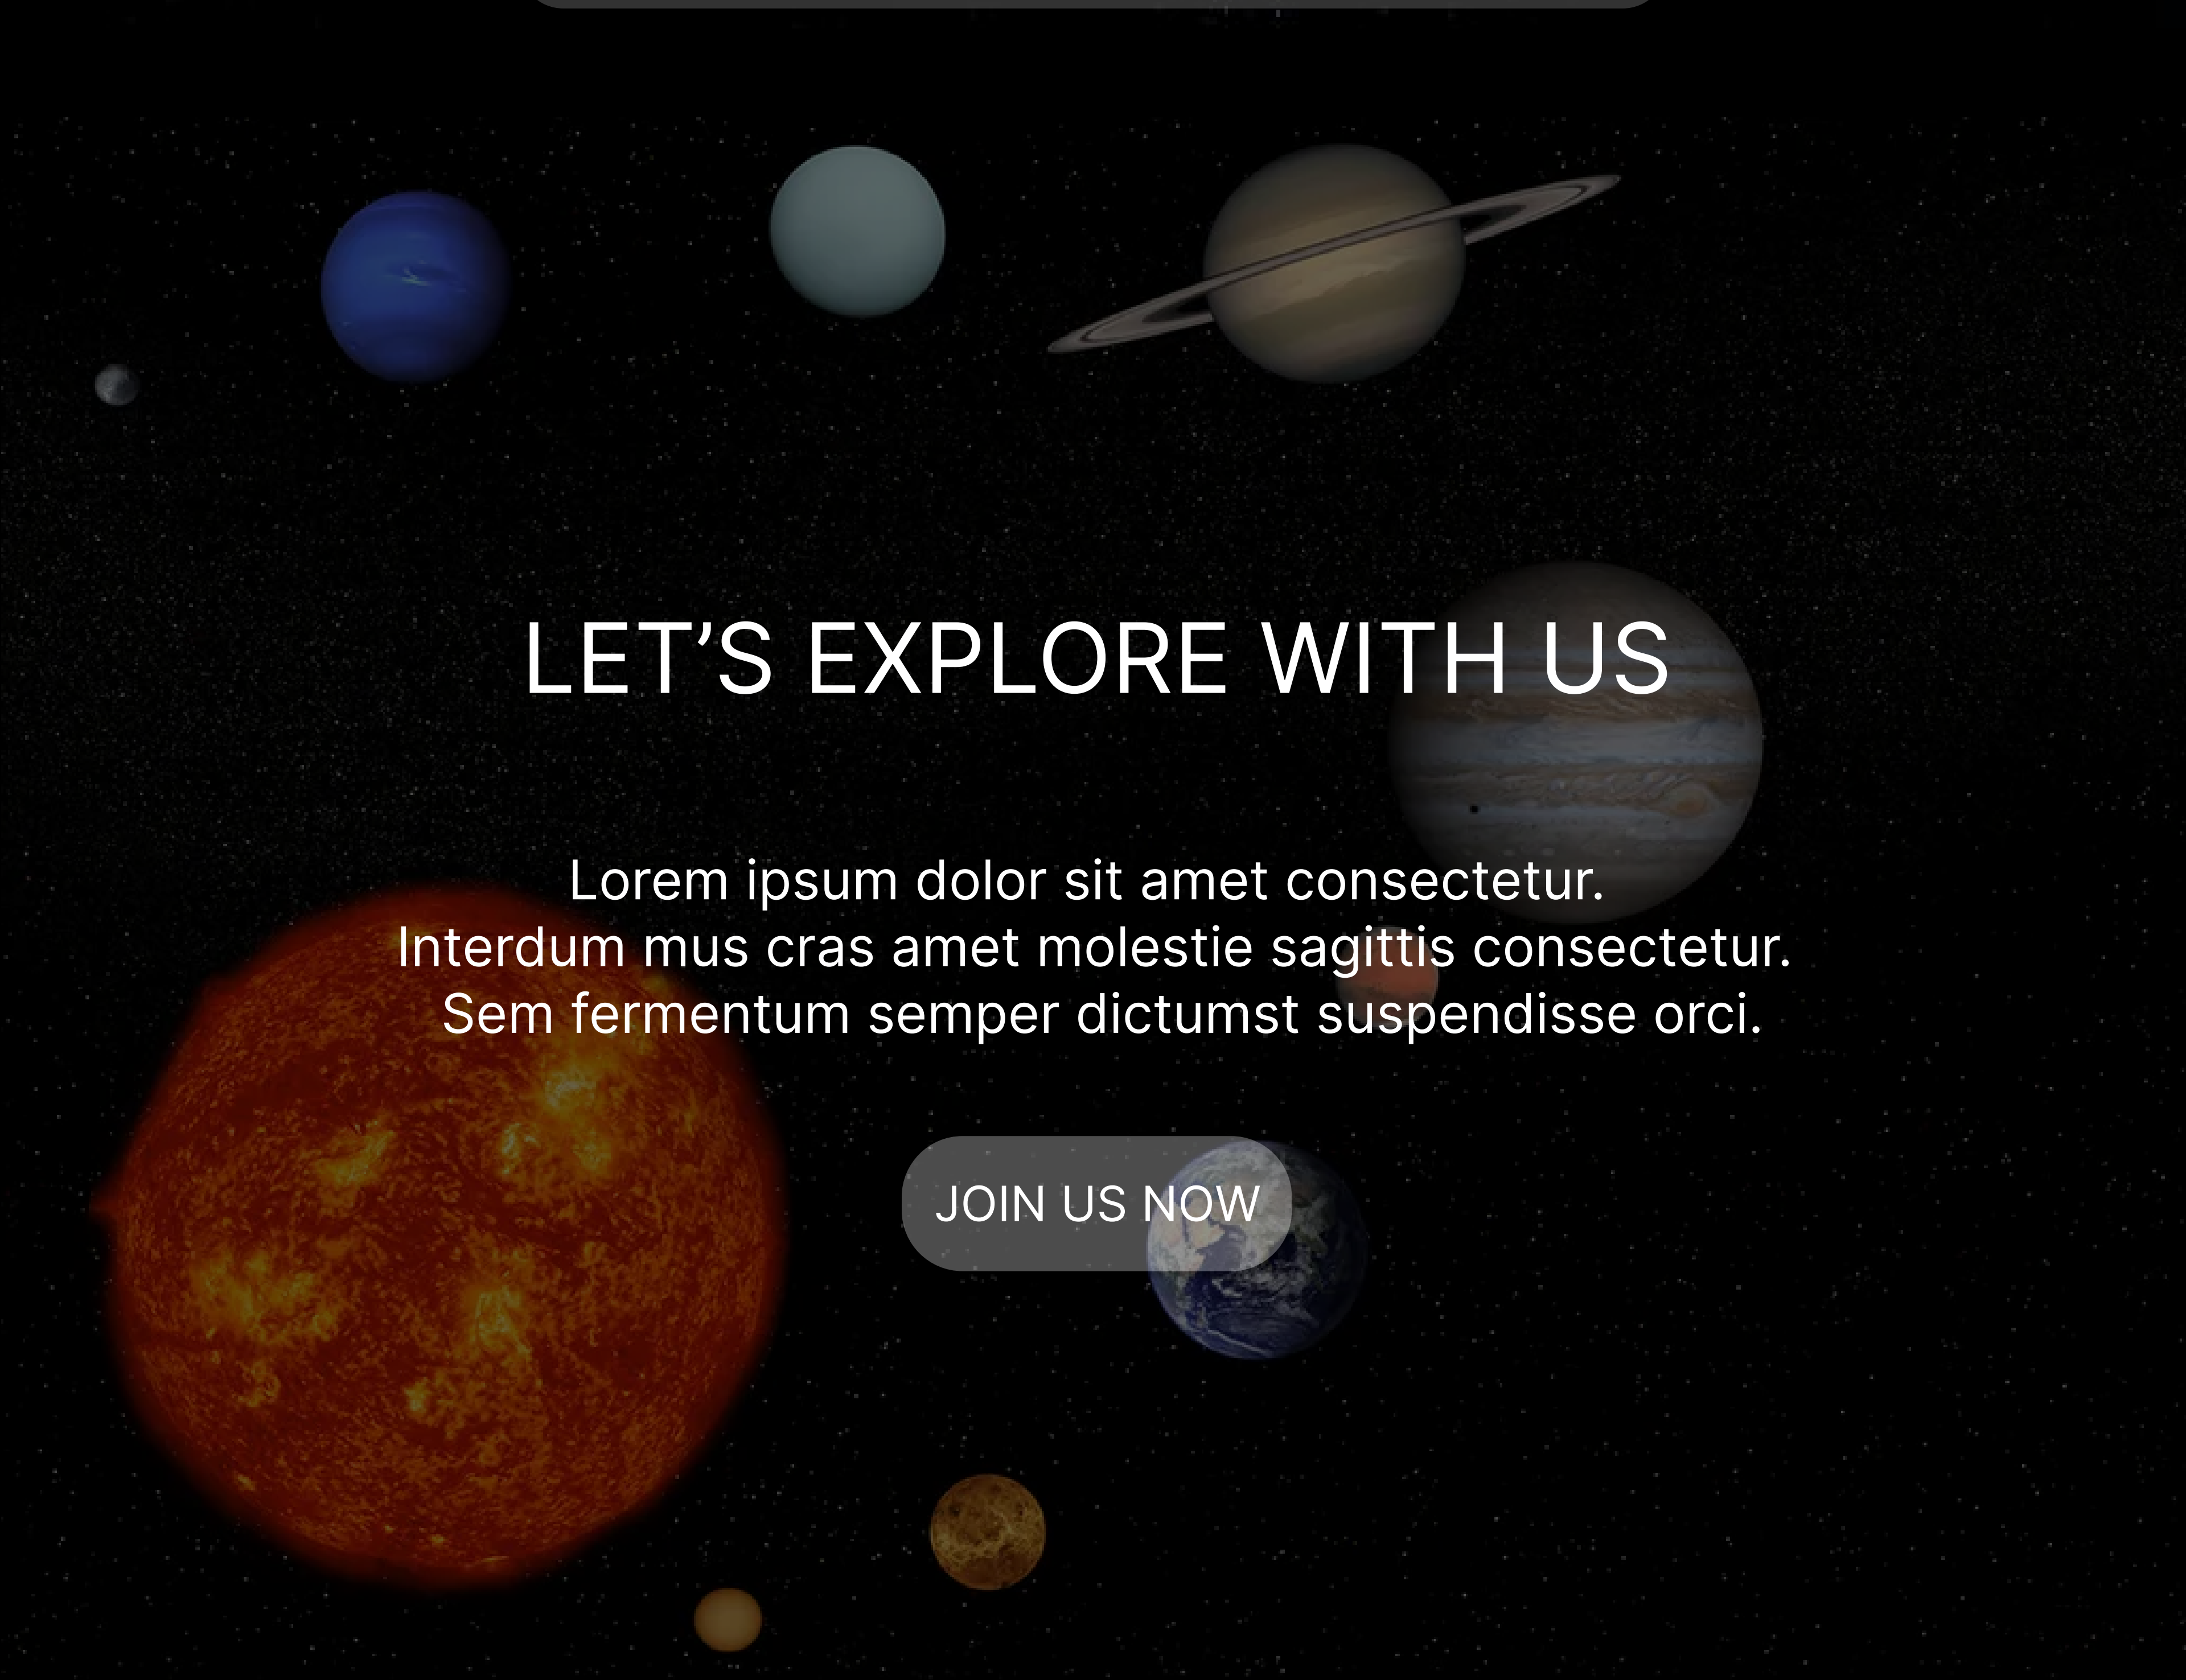 LET’S EXPLORE WITH US
Lorem ipsum dolor sit amet consectetur.
Interdum mus cras amet molestie sagittis consectetur.
Sem fermentum semper dictumst suspendisse orci.
JOIN US NOW